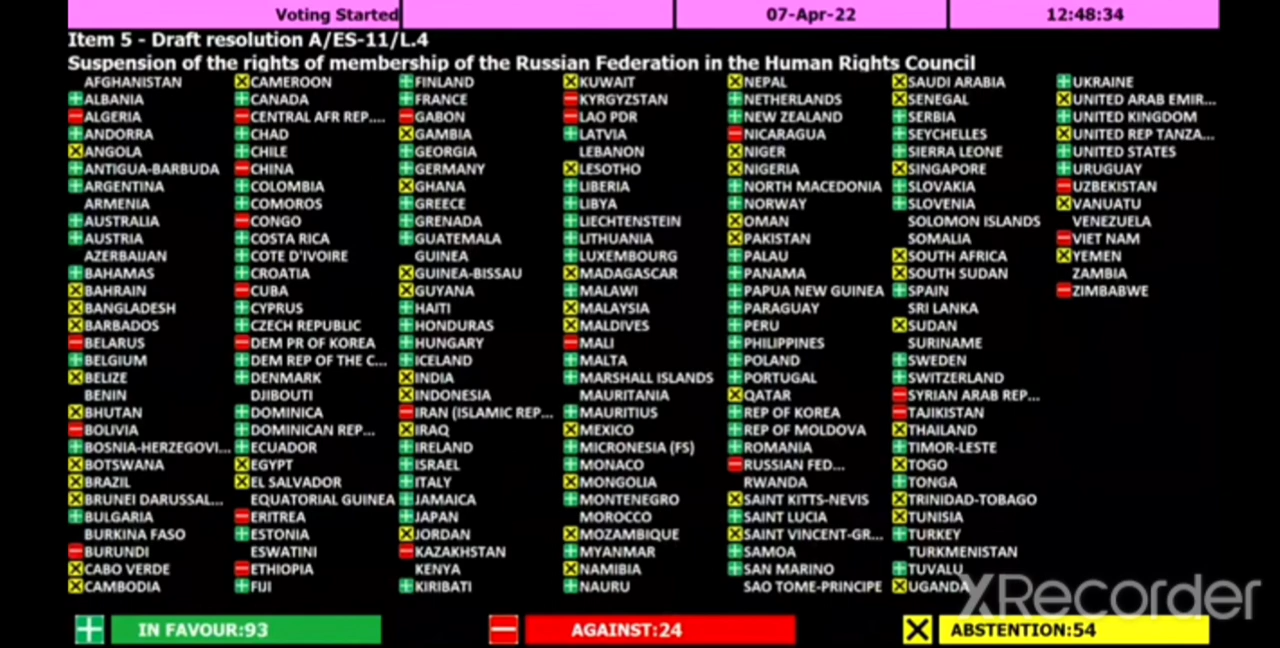 Voting Started 07-Apr-22 12:48:34
Item 5 - Draft resolution A/ES-11/L.4
Suspension of the rights of membership of the Russian Federation in the Human Rights Council
AFGHANISTAN CAMEROON FINLAND KUWAIT NEPAL SAUDI ARABIA UKRAINE
ALBANIA CANADA FRANCE KYRGYZSTAN NETHERLANDS SENEGAL UNITED ARAB EMIR...
ALGERIA CENTRAL AFR REP.... GABON LAO PDR NEW ZEALAND SERBIA UNITED KINGDOM
ANDORRA CHAD GAMBIA LATVIA NICARAGUA SEYCHELLES UNITED REP TANZA...
ANGOLA CHILE GEORGIA LEBANON NIGER SIERRA LEONE UNITED STATES
ANTIGUA-BARBUDA CHINA GERMANY LESOTHO NIGERIA SINGAPORE URUGUAY
ARGENTINA COLOMBIA GHANA LIBERIA NORTH MACEDONIA SLOVAKIA UZBEKISTAN
ARMENIA COMOROS GREECE LIBYA NORWAY SLOVENIA VANUATU
AUSTRALIA CONGO GRENADA LIECHTENSTEIN OMAN SOLOMON ISLANDS VENEZUELA
AUSTRIA COSTA RICA GUATEMALA LITHUANIA PAKISTAN SOMALIA VIET NAM
AZERBAIJAN COTE D'IVOIRE GUINEA LUXEMBOURG PALAU SOUTH AFRICA YEMEN
BAHAMAS CROATIA GUINEA-BISSAU MADAGASCAR PANAMA SOUTH SUDAN ZAMBIA
BAHRAIN CUBA GUYANA MALAWI PAPUA NEW GUINEA SPAIN ZIMBABWE
BANGLADESH CYPRUS HAITI MALAYSIA PARAGUAY SRI LANKA
BARBADOS CZECH REPUBLIC HONDURAS MALDIVES PERU SUDAN
BELARUS DEM PR OF KOREA HUNGARY MALI PHILIPPINES SURINAME
BELGIUM DEM REP OF THE C... ICELAND MALTA POLAND SWEDEN
BELIZE DENMARK INDIA MARSHALL ISLANDS PORTUGAL SWITZERLAND
BENIN DJIBOUTI INDONESIA MAURITANIA QATAR SYRIAN ARAB REP...
BHUTAN DOMINICA IRAN (ISLAMIC REP... MAURITIUS REP OF KOREA TAJIKISTAN
BOLIVIA DOMINICAN REP... IRAQ MEXICO REP OF MOLDOVA THAILAND
BOSNIA-HERZEGOVI... ECUADOR IRELAND MICRONESIA (FS) ROMANIA TIMOR-LESTE
BOTSWANA EGYPT ISRAEL MONACO RUSSIAN FED... TOGO
BRAZIL EL SALVADOR ITALY MONGOLIA RWANDA TONGA
BRUNEI DARUSSAL... EQUATORIAL GUINEA JAMAICA MONTENEGRO SAINT KITTS-NEVIS TRINIDAD-TOBAGO
BULGARIA ERITREA JAPAN MOROCCO SAINT LUCIA TUNISIA
BURKINA FASO ESTONIA JORDAN MOZAMBIQUE SAINT VINCENT-GR... TURKEY
BURUNDI ESWATINI KAZAKHSTAN MYANMAR SAMOA TURKMENISTAN
CABO VERDE ETHIOPIA KENYA NAMIBIA SAN MARINO TUVALU
CAMBODIA FIJI KIRIBATI NAURU SAO TOME-PRINCIPE UGANDA
XRecorder
IN FAVOUR:93 AGAINST:24 ABSTENTION:54